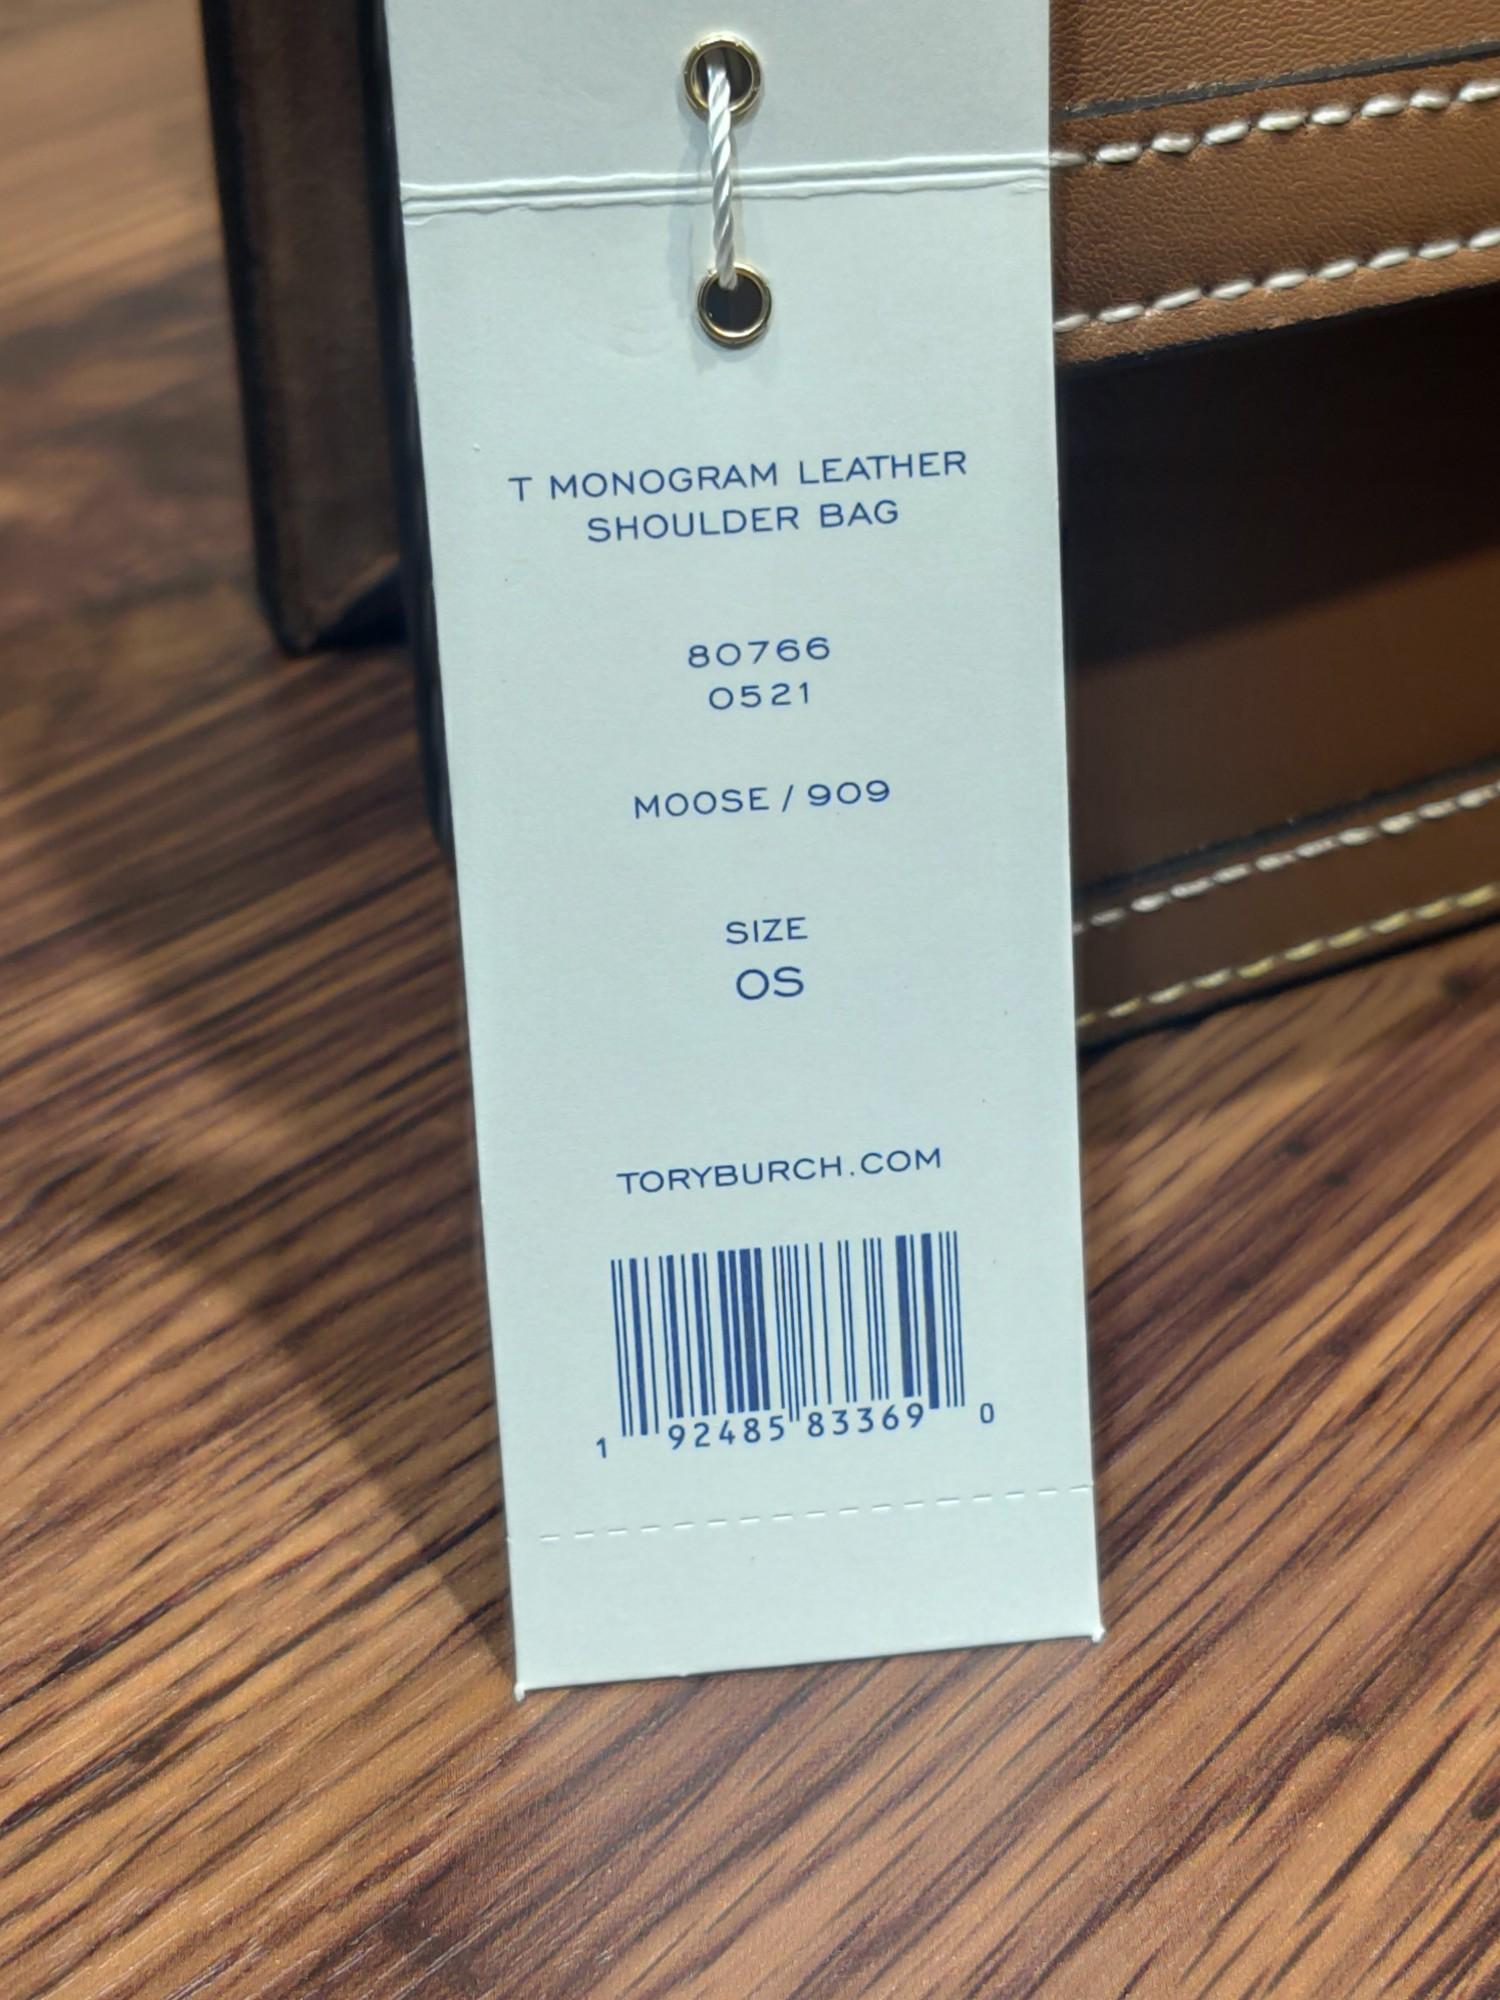 T MONOGRAM LEATHER
SHOULDER BAG
80766
0521
MOOSE / 909
SIZE
OS
TORYBURCH.COM
1 92485 83369 0